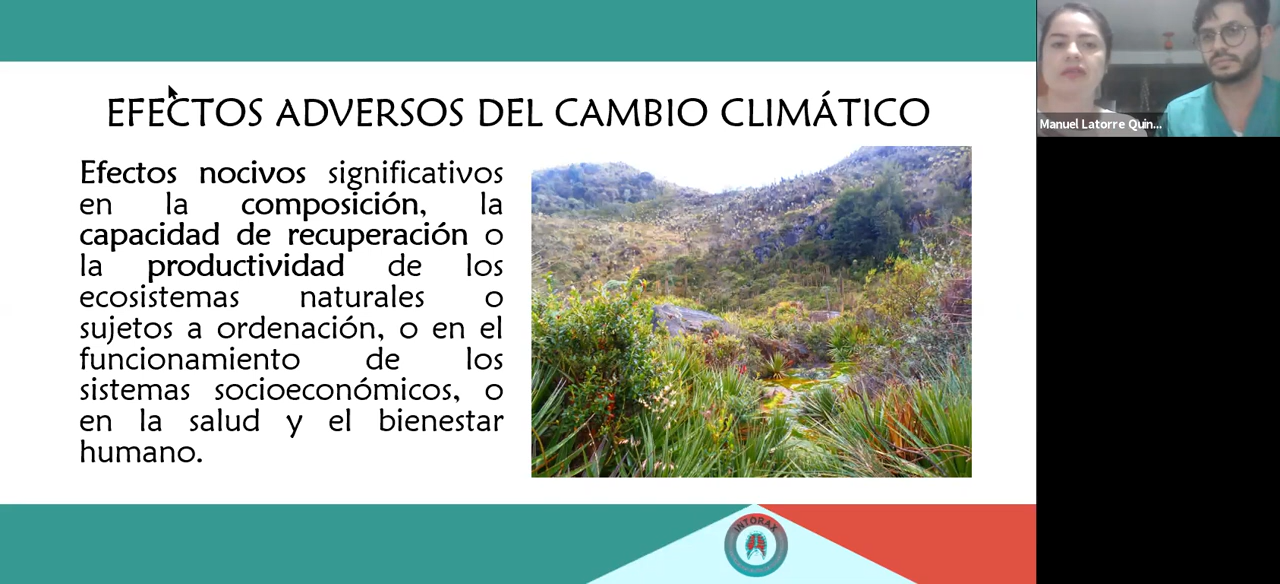 EFECTOS ADVERSOS DEL CAMBIO CLIMÁTICO
Efectos nocivos significativos
en la composición, la
capacidad de recuperación o
la productividad de los
ecosistemas naturales o
sujetos a ordenación, o en el
funcionamiento de los
sistemas socioeconómicos, o
en la salud y el bienestar
humano.
Manuel Latorre Quin...
INTORAX